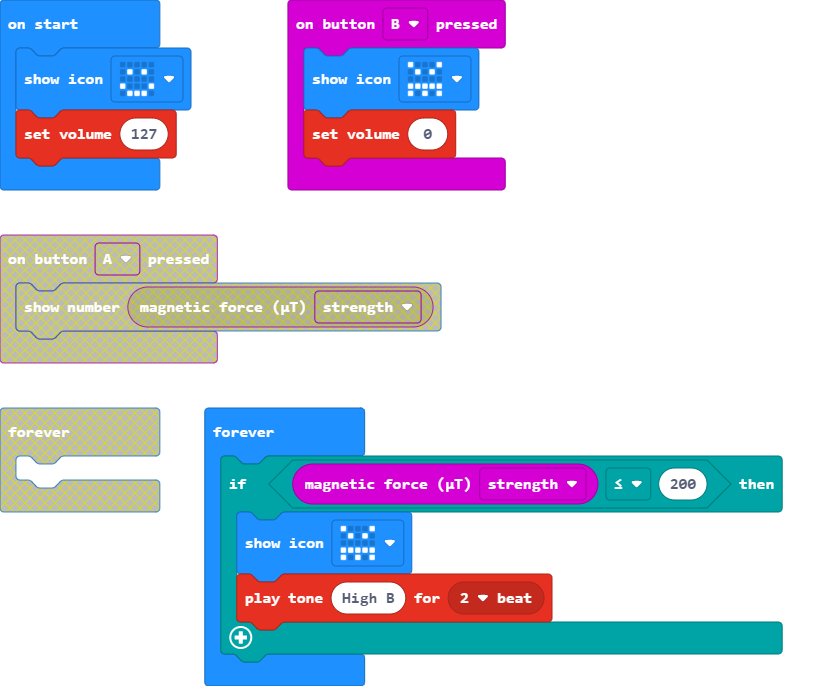 on start
show icon
set volume 127
on button B pressed
show icon
set volume 0
on button A pressed
show number magnetic force (µT) strength
forever
forever
if magnetic force (µT) strength ≤ 200 then
show icon
play tone High B for 2 beat